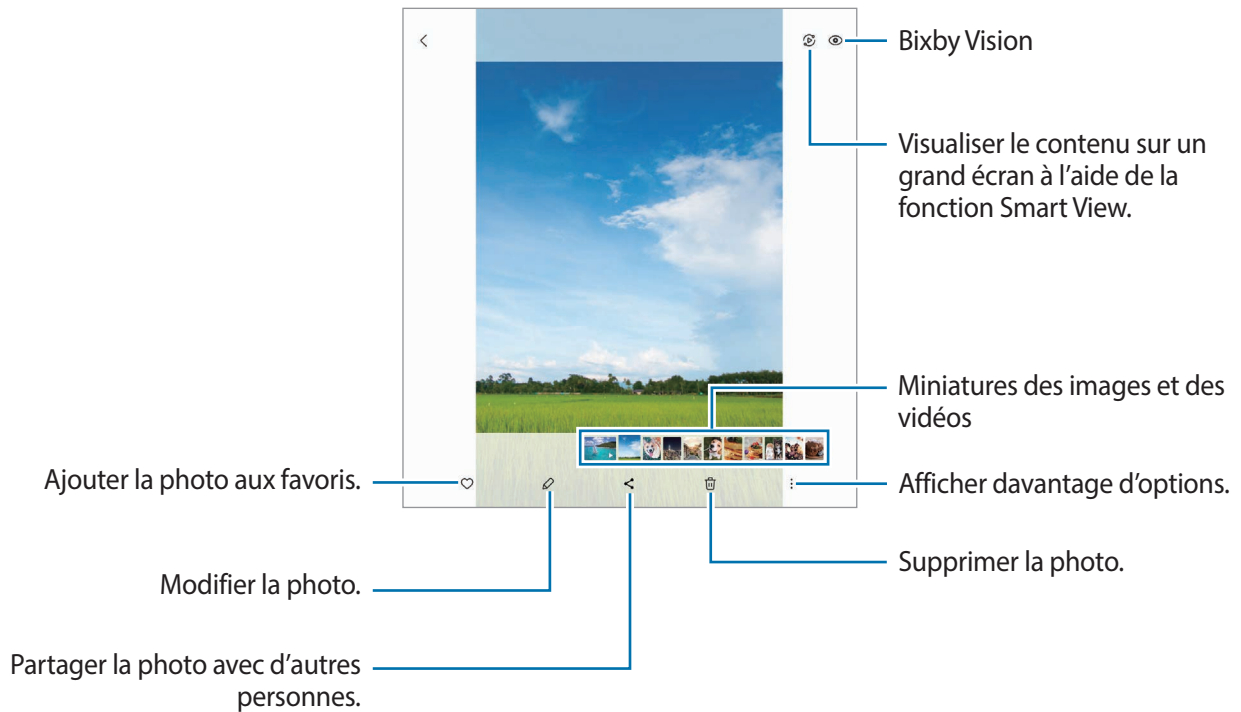 Bixby Vision
Visualiser le contenu sur un
grand écran à l’aide de la
fonction Smart View.
Miniatures des images et des
vidéos
Ajouter la photo aux favoris.
Afficher davantage d’options.
Supprimer la photo.
Modifier la photo.
Partager la photo avec d’autres
personnes.